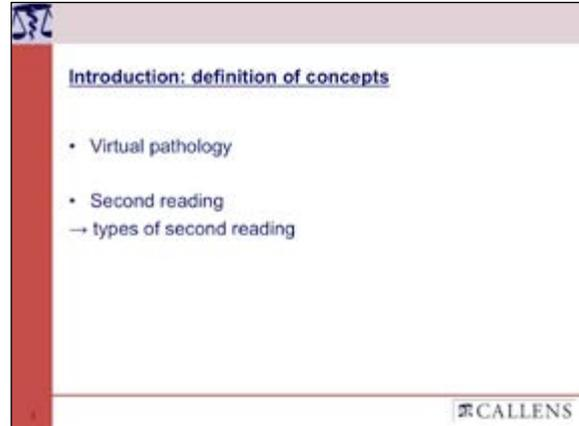 Introduction: definition of concepts
• Virtual pathology
• Second reading
→ types of second reading
CALLENS